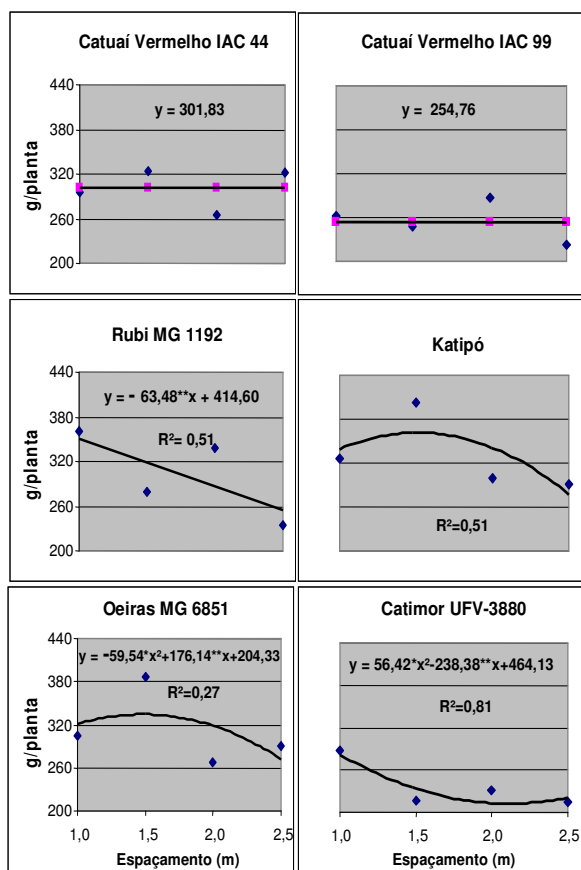 Catuaí Vermelho IAC 44
440
380
320
260
200
g/planta
y = 301,83
Catuaí Vermelho IAC 99
y = 254,76
Rubi MG 1192
440
380
320
260
200
g/planta
y = - 63,48**x + 414,60
R²= 0,51
Katipó
R²=0,51
Oeiras MG 6851
440
380
320
260
200
g/planta
y = -59,54*x²+176,14**x+204,33
R²=0,27
1,0 1,5 2,0 2,5
Espaçamento (m)
Catimor UFV-3880
y = 56,42*x²-238,38**x+464,13
R²=0,81
1,0 1,5 2,0 2,5
Espaçamento (m)